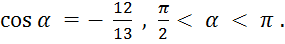 cos α = − 12/13 , π/2 < α < π .